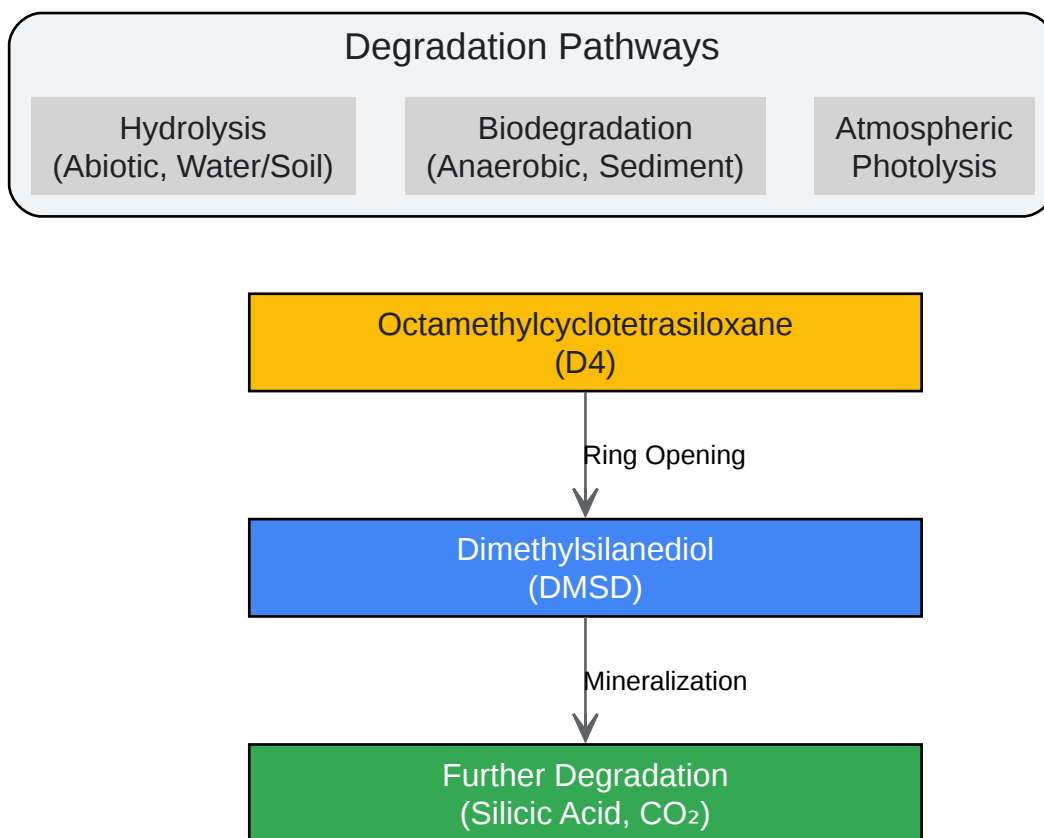 Degradation Pathways
Hydrolysis
(Abiotic, Water/Soil)
Biodegradation
(Anaerobic, Sediment)
Atmospheric
Photolysis
Octamethylcyclotetrasiloxane
(D4)
Ring Opening
Dimethylsilanediol
(DMSD)
Mineralization
Further Degradation
(Silicic Acid, CO₂)